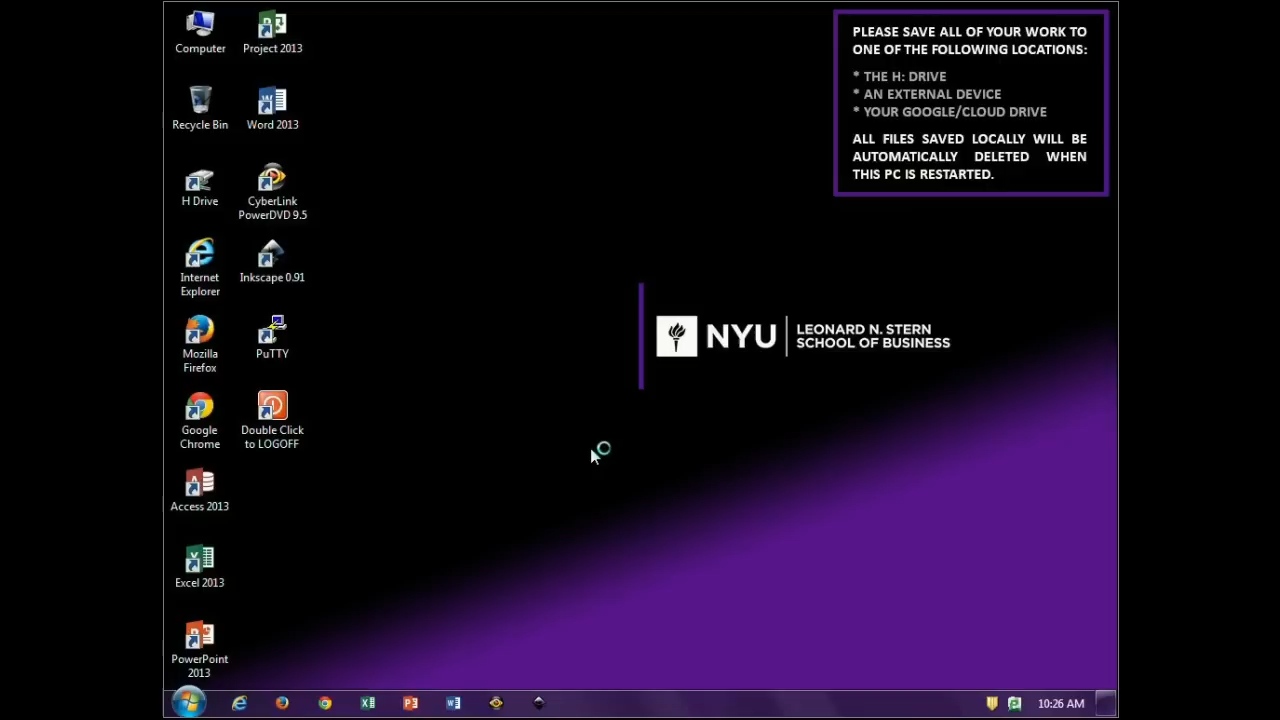 Computer
Project 2013
Recycle Bin
Word 2013
H Drive
CyberLink
PowerDVD 9.5
Internet
Explorer
Inkscape 0.91
Mozilla
Firefox
PuTTY
Google
Chrome
Double Click
to LOGOFF
Access 2013
Excel 2013
PowerPoint
2013
PLEASE SAVE ALL OF YOUR WORK TO
ONE OF THE FOLLOWING LOCATIONS:
* THE H: DRIVE
* AN EXTERNAL DEVICE
* YOUR GOOGLE/CLOUD DRIVE
ALL FILES SAVED LOCALLY WILL BE
AUTOMATICALLY DELETED WHEN
THIS PC IS RESTARTED.
NYU
LEONARD N. STERN
SCHOOL OF BUSINESS
10:26 AM